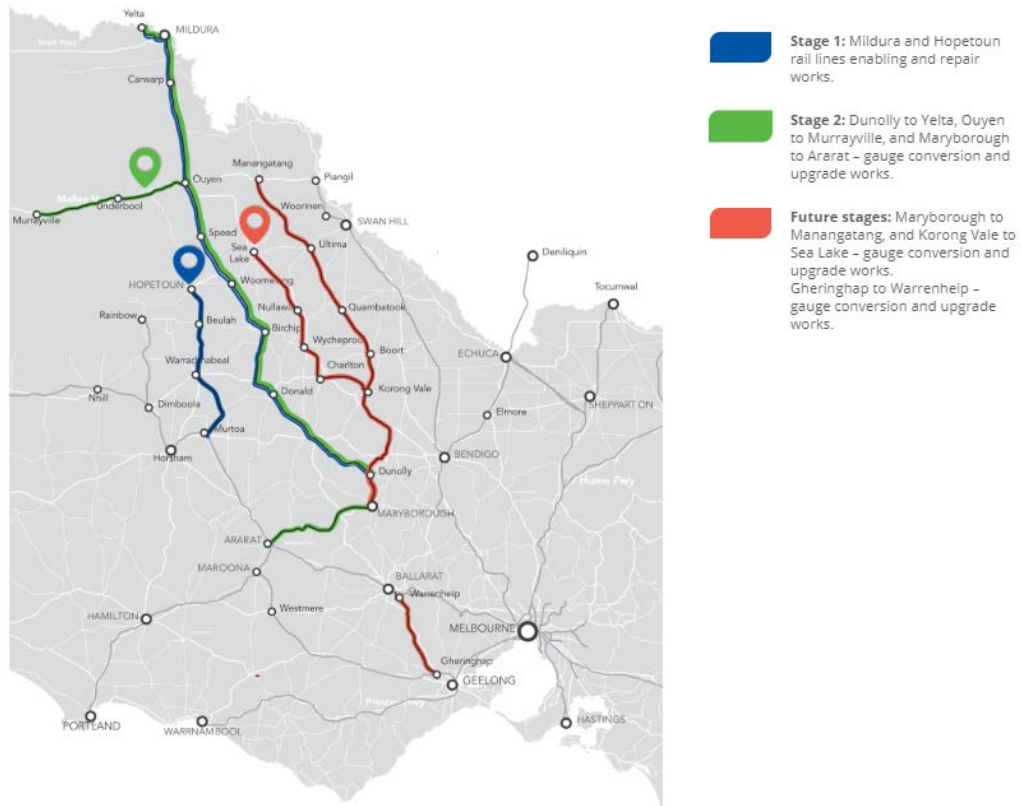 Yelta
MILDURA
Sturt Hwy
Carwarp
Manangatang
Piangil
Ouyen
Underbool
Murrayville
Woorinen
SWAN HILL
Speed
Sea
Lake
Ultima
Deniliquin
HOPETOUN
Woomelang
Tocumwal
Rainbow
Beulah
Nullawil
Quambatook
Birchip
Wycheproof
Boort
ECHUCA
Warracknabeal
Charlton
Korong Vale
Donald
Nhill
Dimboola
Elmore
SHEPPARTON
Murtoa
Horsham
BENDIGO
Dunolly
Hume Fwy
MARYBOROUGH
ARARAT
MAROONA
BALLARAT
Warrenheip
Westmere
HAMILTON
MELBOURNE
Gheringhap
GEELONG
PORTLAND
WARRNAMBOOL
HASTINGS
Stage 1: Mildura and Hopetoun
rail lines enabling and repair
works.
Stage 2: Dunolly to Yelta, Ouyen
to Murrayville, and Maryborough
to Ararat – gauge conversion and
upgrade works.
Future stages: Maryborough to
Manangatang, and Korong Vale to
Sea Lake – gauge conversion and
upgrade works.
Gheringhap to Warrenheip –
gauge conversion and upgrade
works.